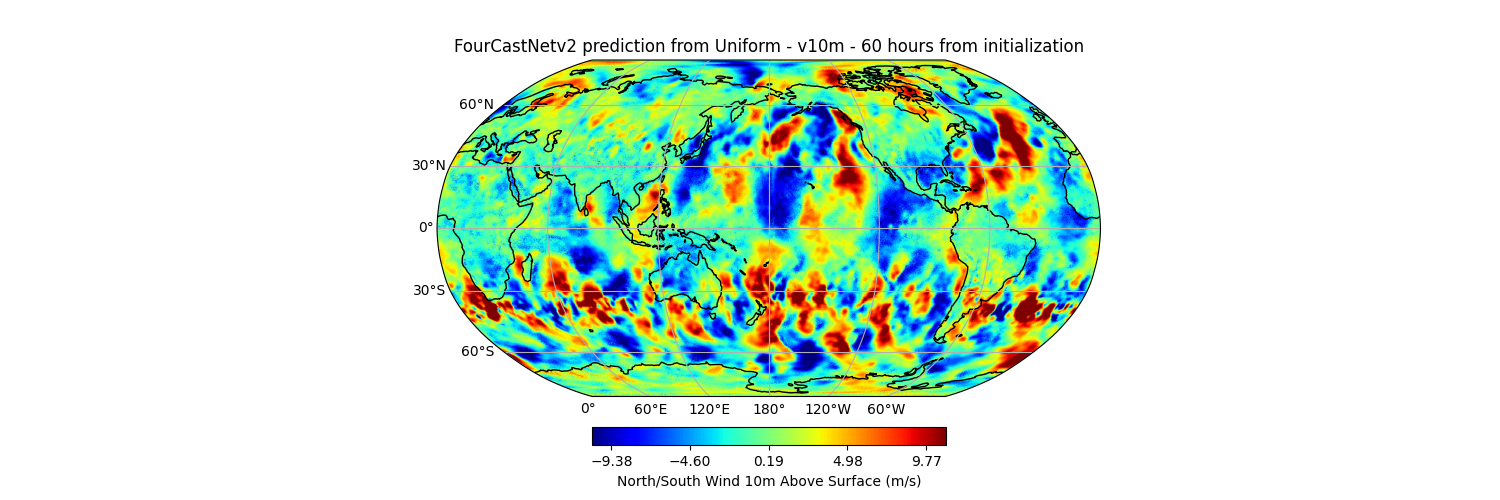 FourCastNetv2 prediction from Uniform - v10m - 60 hours from initialization
60°N
30°N
0°
30°S
60°S
0° 60°E 120°E 180° 120°W 60°W
−9.38 −4.60 0.19 4.98 9.77
North/South Wind 10m Above Surface (m/s)